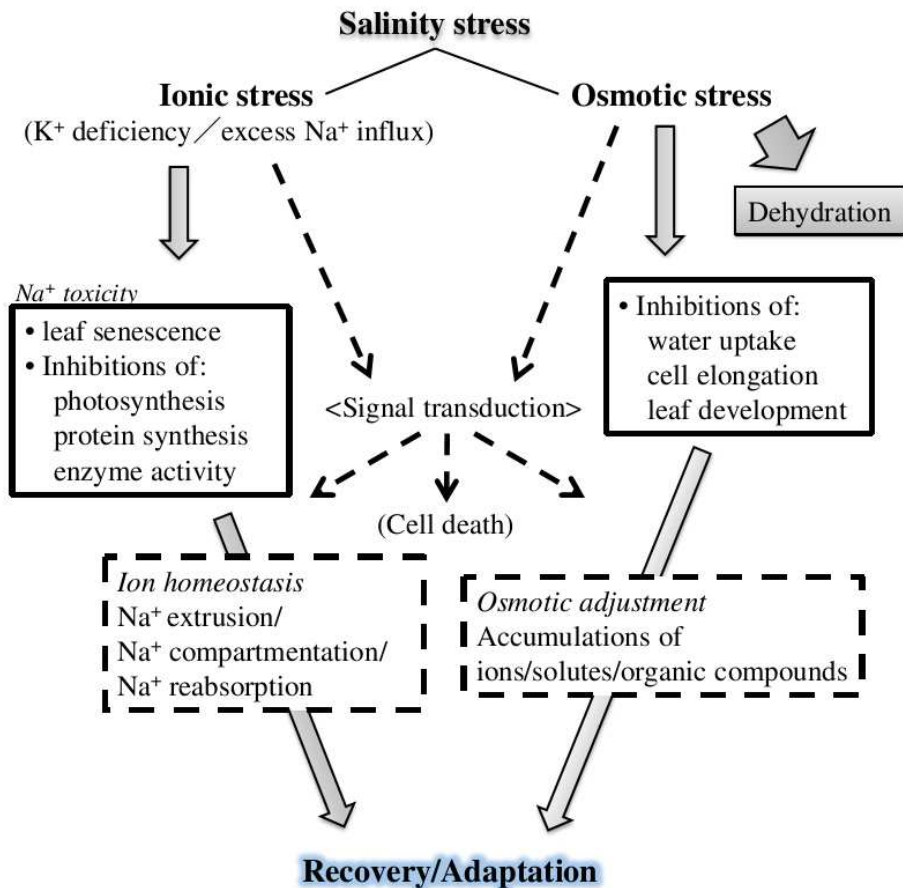 Salinity stress
Ionic stress
(K⁺ deficiency／excess Na⁺ influx)
Osmotic stress
Dehydration
Na⁺ toxicity
• leaf senescence
• Inhibitions of:
photosynthesis
protein synthesis
enzyme activity
• Inhibitions of:
water uptake
cell elongation
leaf development
<Signal transduction>
(Cell death)
Ion homeostasis
Na⁺ extrusion/
Na⁺ compartmentation/
Na⁺ reabsorption
Osmotic adjustment
Accumulations of
ions/solutes/organic compounds
Recovery/Adaptation